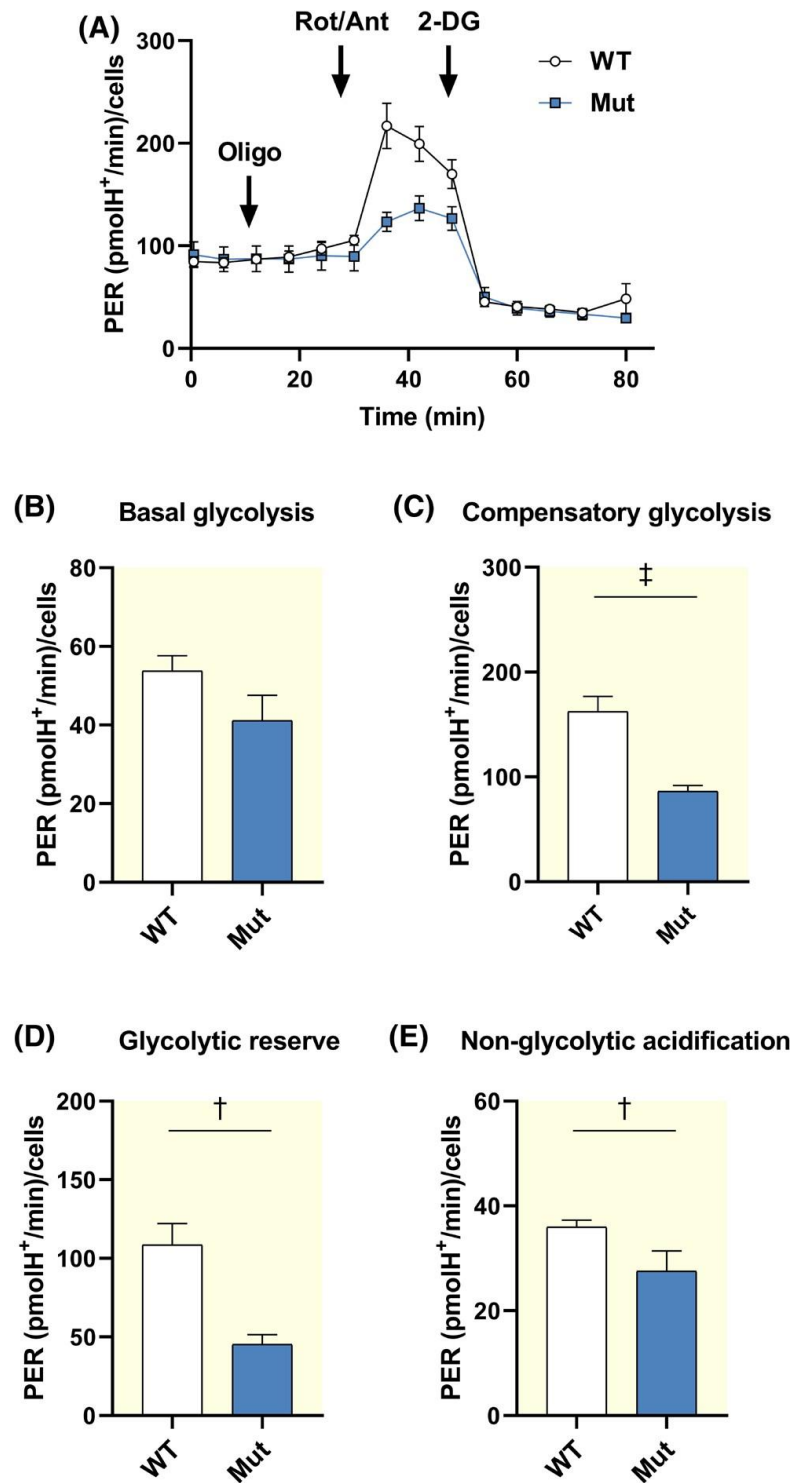 (A)
Rot/Ant 2-DG
Oligo
WT
Mut
PER (pmolH⁺/min)/cells
300
200
100
0
0 20 40 60 80
Time (min)
(B) Basal glycolysis
PER (pmolH⁺/min)/cells
80
60
40
20
0
WT Mut
(C) Compensatory glycolysis
PER (pmolH⁺/min)/cells
300
200
100
0
‡
WT Mut
(D) Glycolytic reserve
PER (pmolH⁺/min)/cells
200
150
100
50
0
†
WT Mut
(E) Non-glycolytic acidification
PER (pmolH⁺/min)/cells
60
40
20
0
†
WT Mut